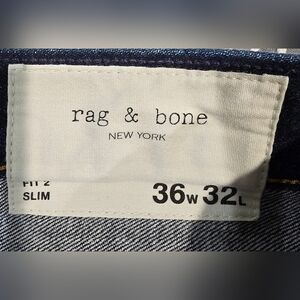 rag & bone
NEW YORK
FIT 2
SLIM
36W 32L